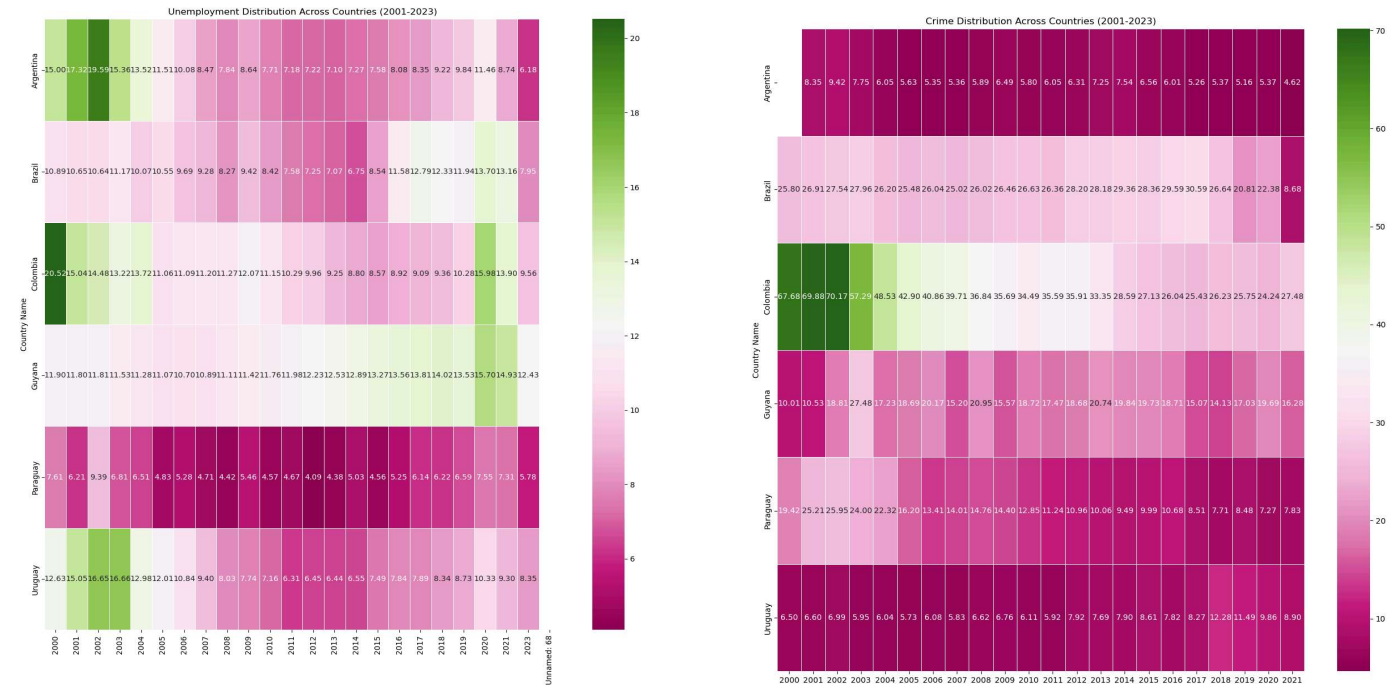 Unemployment Distribution Across Countries (2001-2023)
Country Name
Argentina 15.00 17.32 19.59 15.36 13.52 11.51 10.08 8.47 7.84 8.64 7.71 7.18 7.22 7.10 7.27 7.58 8.08 8.35 9.22 9.84 11.46 8.74 6.18
Brazil 10.89 10.65 10.64 11.17 10.07 10.55 9.69 9.28 8.27 9.42 8.42 7.58 7.25 7.07 6.75 8.54 11.58 12.79 12.33 11.94 13.70 13.16 7.95
Colombia 20.52 15.04 14.48 13.22 13.72 11.06 11.09 11.20 11.27 12.07 11.15 10.29 9.96 9.25 8.80 8.57 8.92 9.09 9.36 10.28 15.98 13.90 9.56
Guyana 11.90 11.80 11.81 11.53 11.28 11.07 10.70 10.89 11.11 11.42 11.76 11.98 12.23 12.53 12.89 13.27 13.56 13.81 14.02 13.53 15.70 14.93 12.43
Paraguay 7.61 6.21 9.39 6.81 6.51 4.83 5.28 4.71 4.42 5.46 4.57 4.67 4.09 4.38 5.03 4.56 5.25 6.14 6.22 6.59 7.55 7.31 5.78
Uruguay 12.63 15.05 16.65 16.66 12.98 12.01 10.84 9.40 8.03 7.74 7.16 6.31 6.45 6.44 6.55 7.49 7.84 7.89 8.34 8.73 10.33 9.30 8.35
2000 2001 2002 2003 2004 2005 2006 2007 2008 2009 2010 2011 2012 2013 2014 2015 2016 2017 2018 2019 2020 2021 2023 Unnamed: 68
20
18
16
14
12
10
8
6
Crime Distribution Across Countries (2001-2023)
Country Name
Argentina 8.35 9.42 7.75 6.05 5.63 5.35 5.36 5.89 6.49 5.80 6.05 6.31 7.25 7.54 6.56 6.01 5.26 5.37 5.16 5.37 4.62
Brazil 25.80 26.91 27.54 27.96 26.20 25.48 26.04 25.02 26.02 26.46 26.63 26.36 28.20 28.18 29.36 28.36 29.59 30.59 26.64 20.81 22.38 8.68
Colombia 67.68 69.88 70.17 57.29 48.53 42.90 40.86 39.71 36.84 35.69 34.49 35.59 35.91 33.35 28.59 27.13 26.04 25.43 26.23 25.75 24.24 27.48
Guyana 10.01 10.53 18.81 27.48 17.23 18.69 20.17 15.20 20.95 15.57 18.72 17.47 18.68 20.74 19.84 19.73 18.71 15.07 14.13 17.03 19.69 16.28
Paraguay 19.42 25.21 25.95 24.00 22.32 16.20 13.41 14.01 14.76 14.40 12.85 11.24 10.96 10.06 9.49 9.99 10.68 8.51 7.71 8.48 7.27 7.83
Uruguay 6.50 6.60 6.99 5.95 6.04 5.73 6.08 5.83 6.62 6.76 6.11 5.92 7.92 7.69 7.90 8.61 7.82 8.27 12.28 11.49 9.86 8.90
2000 2001 2002 2003 2004 2005 2006 2007 2008 2009 2010 2011 2012 2013 2014 2015 2016 2017 2018 2019 2020 2021
70
60
50
40
30
20
10